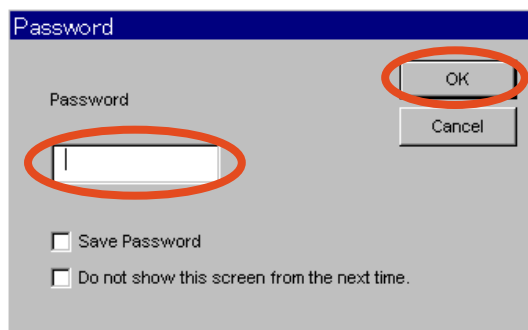 Password
OK
Password
Cancel
Save Password
Do not show this screen from the next time.